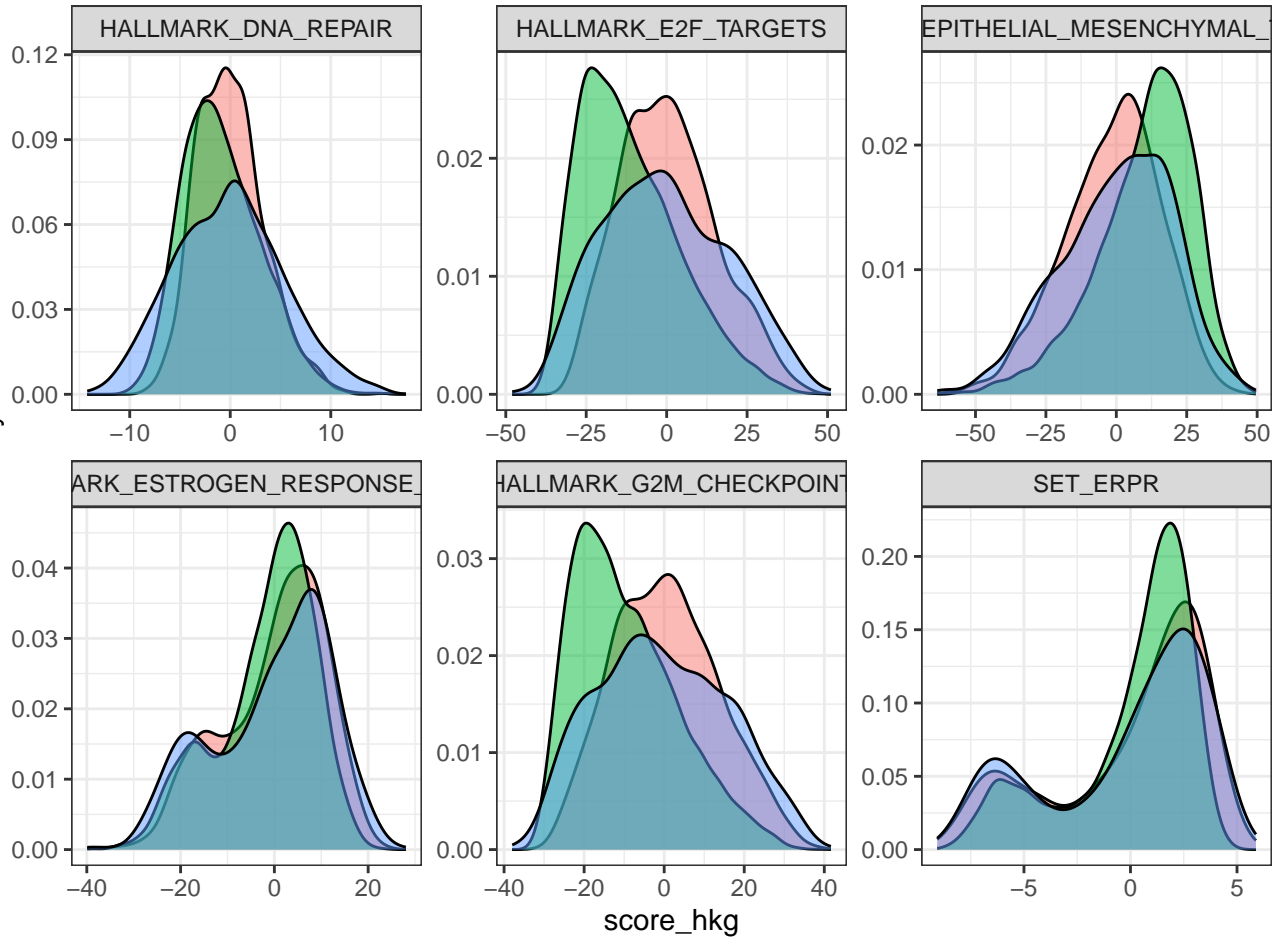 HALLMARK_DNA_REPAIR HALLMARK_E2F_TARGETS EPITHELIAL_MESENCHYMAL_
0.12
0.09
0.06
0.03
0.00
−10 0 10
0.02
0.01
0.00
−50 −25 0 25 50
0.02
0.01
0.00
−50 −25 0 25 50
ARK_ESTROGEN_RESPONSE_ HALLMARK_G2M_CHECKPOINT SET_ERPR
0.04
0.03
0.02
0.01
0.00
−40 −20 0 20
0.03
0.02
0.01
0.00
−40 −20 0 20 40
0.20
0.15
0.10
0.05
0.00
−5 0 5
score_hkg